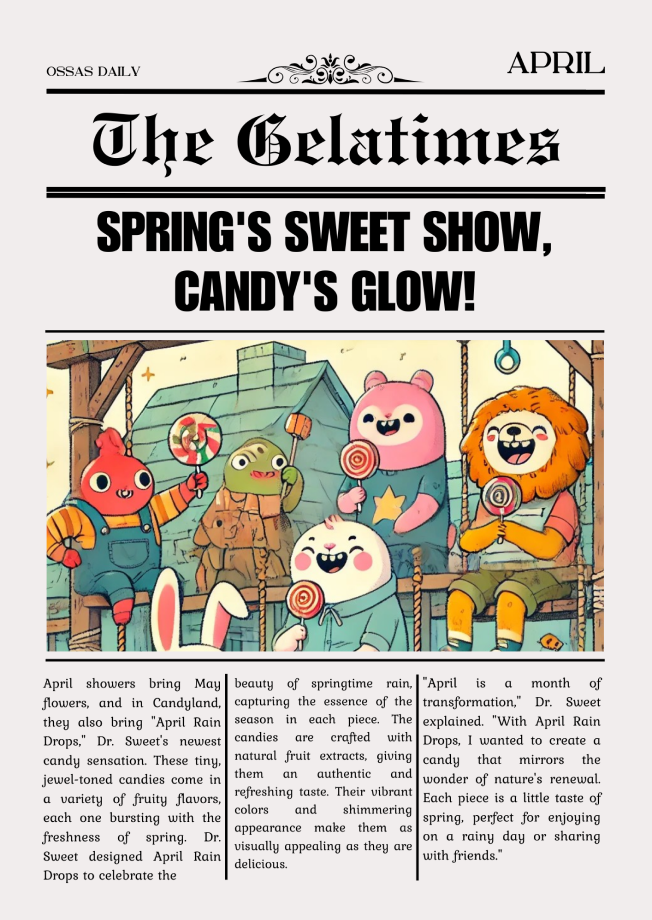 OSSAS DAILY
APRIL
The Gelatimes
SPRING'S SWEET SHOW,
CANDY'S GLOW!
April showers bring May
flowers, and in Candyland,
they also bring "April Rain
Drops," Dr. Sweet's newest
candy sensation. These tiny,
jewel-toned candies come in
a variety of fruity flavors,
each one bursting with the
freshness of spring. Dr.
Sweet designed April Rain
Drops to celebrate the
beauty of springtime rain,
capturing the essence of the
season in each piece. The
candies are crafted with
natural fruit extracts, giving
them an authentic and
refreshing taste. Their vibrant
colors and shimmering
appearance make them as
visually appealing as they are
delicious.
"April is a month of
transformation," Dr. Sweet
explained. "With April Rain
Drops, I wanted to create a
candy that mirrors the
wonder of nature's renewal.
Each piece is a little taste of
spring, perfect for enjoying
on a rainy day or sharing
with friends."